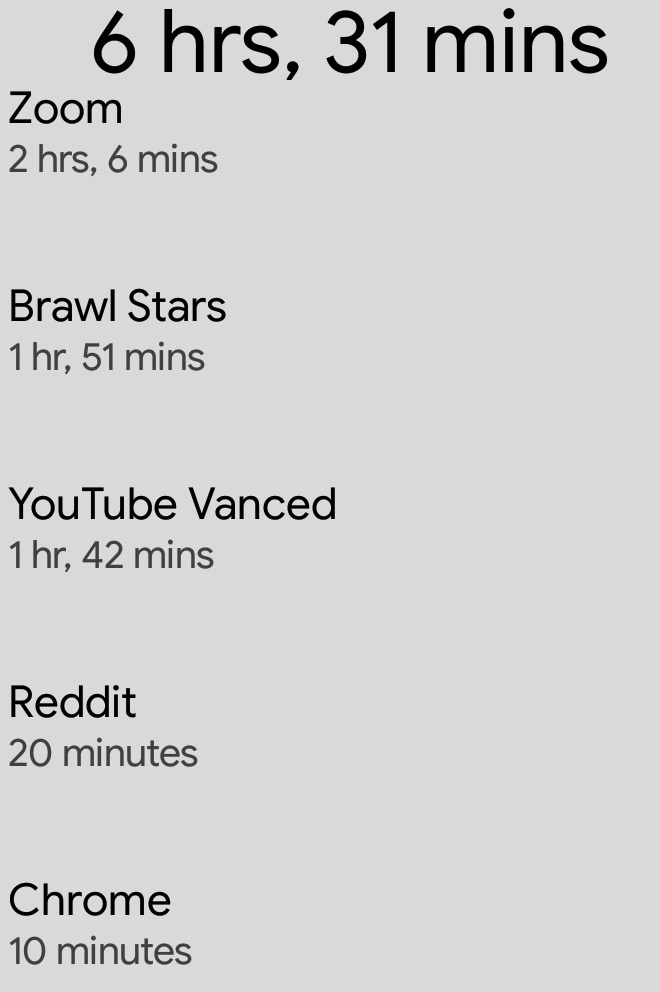 6 hrs, 31 mins
Zoom
2 hrs, 6 mins
Brawl Stars
1 hr, 51 mins
YouTube Vanced
1 hr, 42 mins
Reddit
20 minutes
Chrome
10 minutes